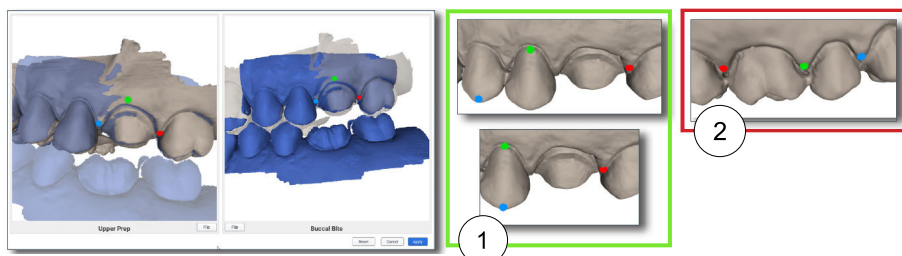 Upper Prep
Flip
Flip
Buccal Bite
Reset
Cancel
Apply
1
2